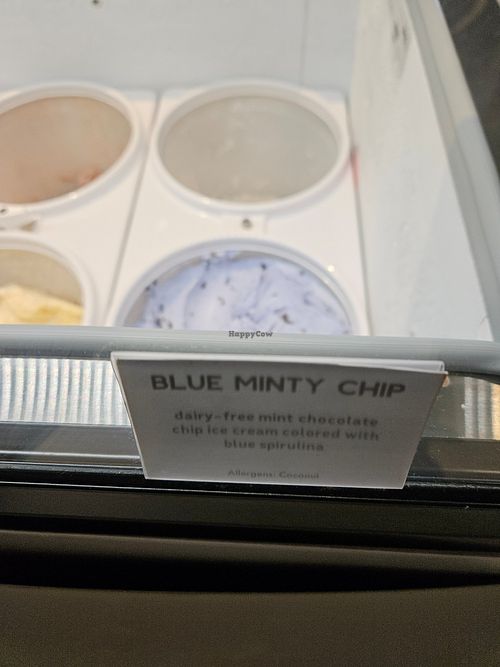 HappyCow
BLUE MINTY CHIP
dairy-free mint chocolate
chip ice cream colored with
blue spirulina
Allergens: Coconut